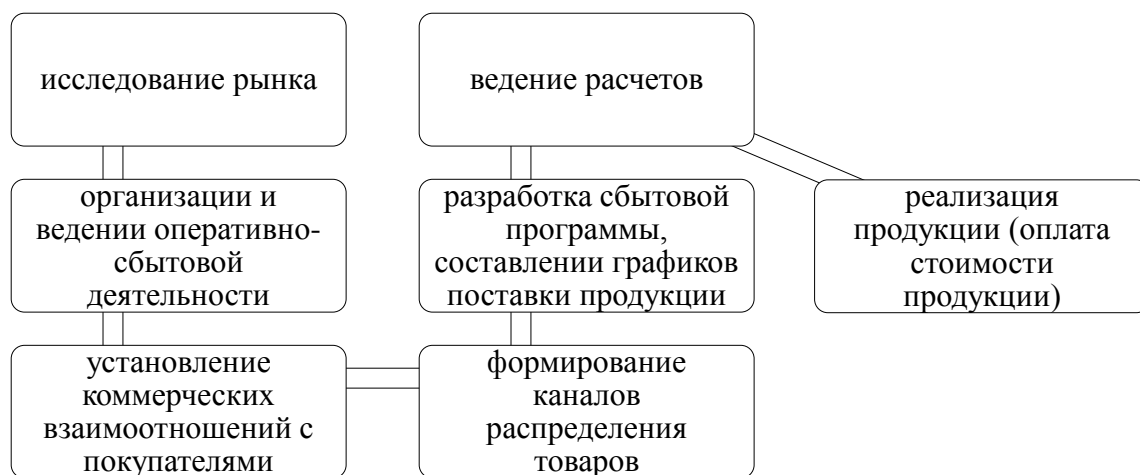 исследование рынка
ведение расчетов
организации и
ведении оперативно-
сбытовой
деятельности
разработка сбытовой
программы,
составлении графиков
поставки продукции
реализация
продукции (оплата
стоимости
продукции)
установление
коммерческих
взаимоотношений с
покупателями
формирование
каналов
распределения
товаров